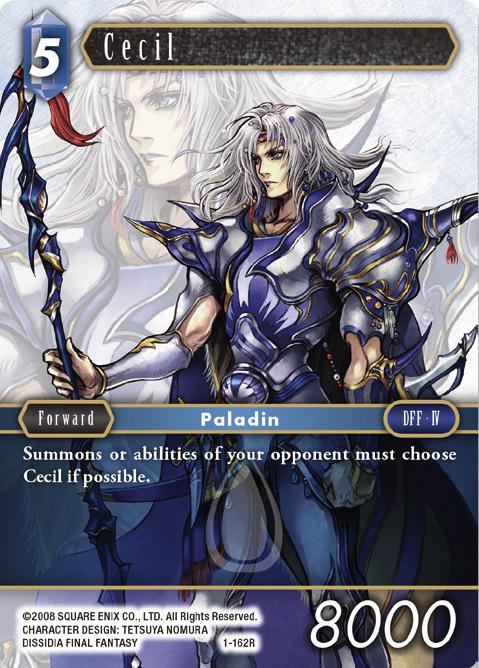 5
Cecil
Forward
Paladin
DFF · IV
Summons or abilities of your opponent must choose
Cecil if possible.
©2008 SQUARE ENIX CO., LTD. All Rights Reserved.
CHARACTER DESIGN: TETSUYA NOMURA
DISSIDIA FINAL FANTASY
1-162R
8000